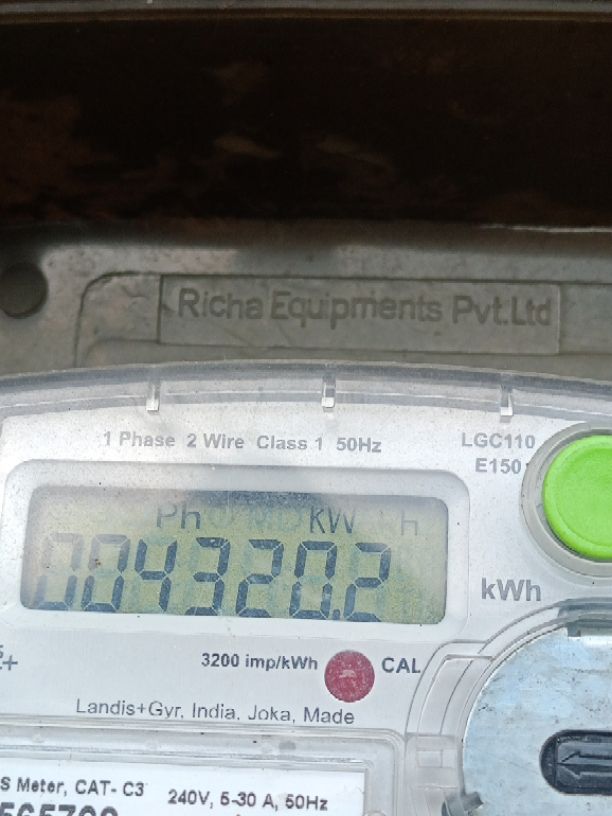 Richa Equipments Pvt.Ltd
1 Phase 2 Wire Class 1 50Hz
LGC110
E150
Ph KW h
004320.2
kWh
3200 imp/kWh CAL
Landis+Gyr, India. Joka, Made
S Meter, CAT- C3 240V, 5-30 A, 50Hz